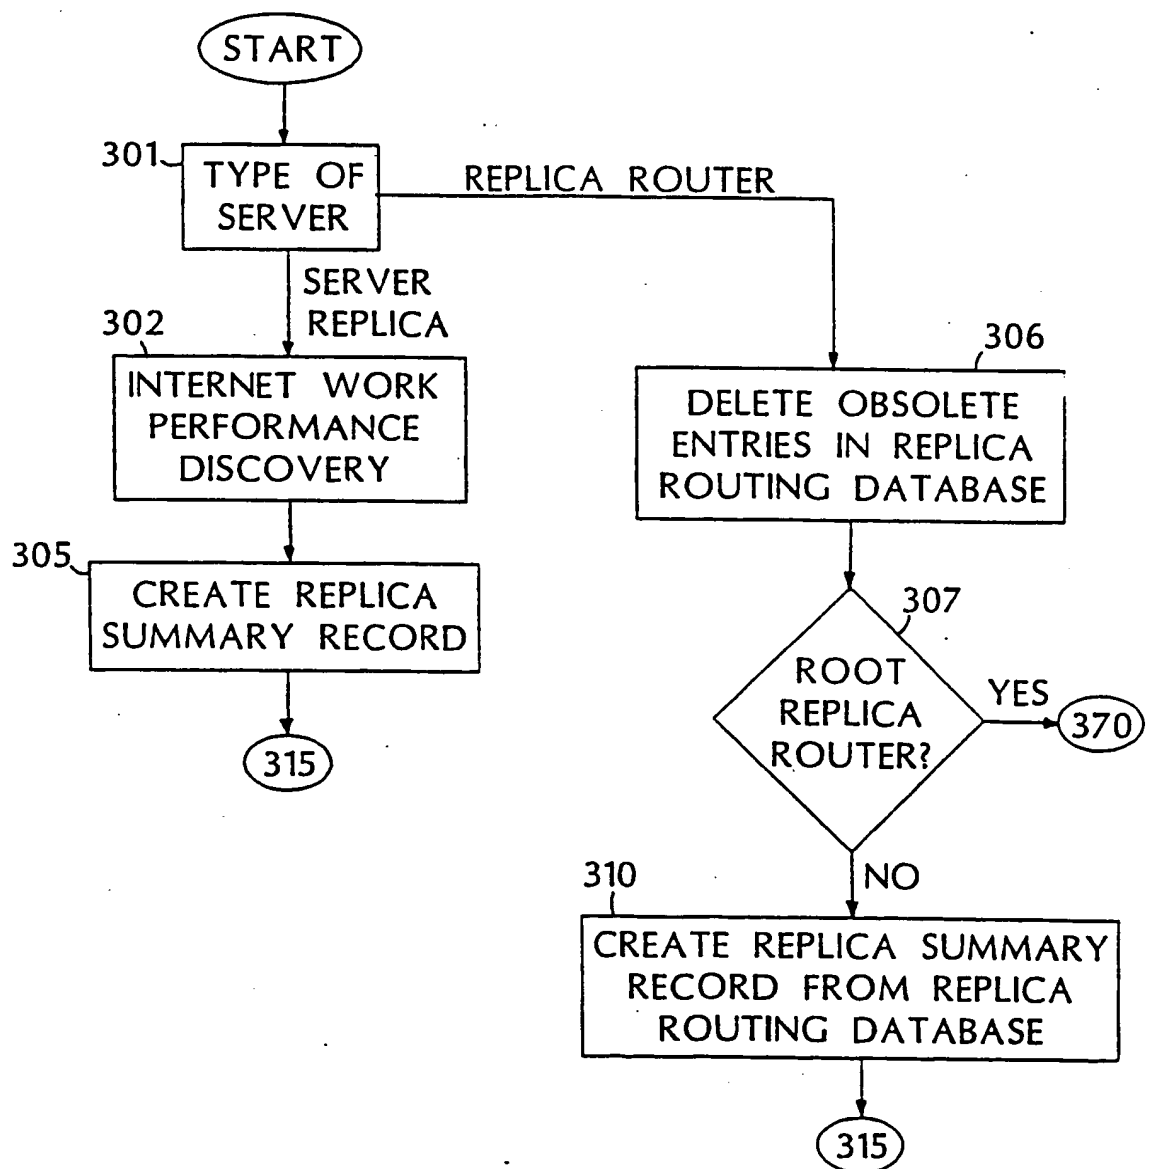 START
301
TYPE OF
SERVER
REPLICA ROUTER
SERVER
REPLICA
302
INTERNET WORK
PERFORMANCE
DISCOVERY
305
CREATE REPLICA
SUMMARY RECORD
315
306
DELETE OBSOLETE
ENTRIES IN REPLICA
ROUTING DATABASE
307
ROOT
REPLICA
ROUTER?
YES
370
NO
310
CREATE REPLICA SUMMARY
RECORD FROM REPLICA
ROUTING DATABASE
315